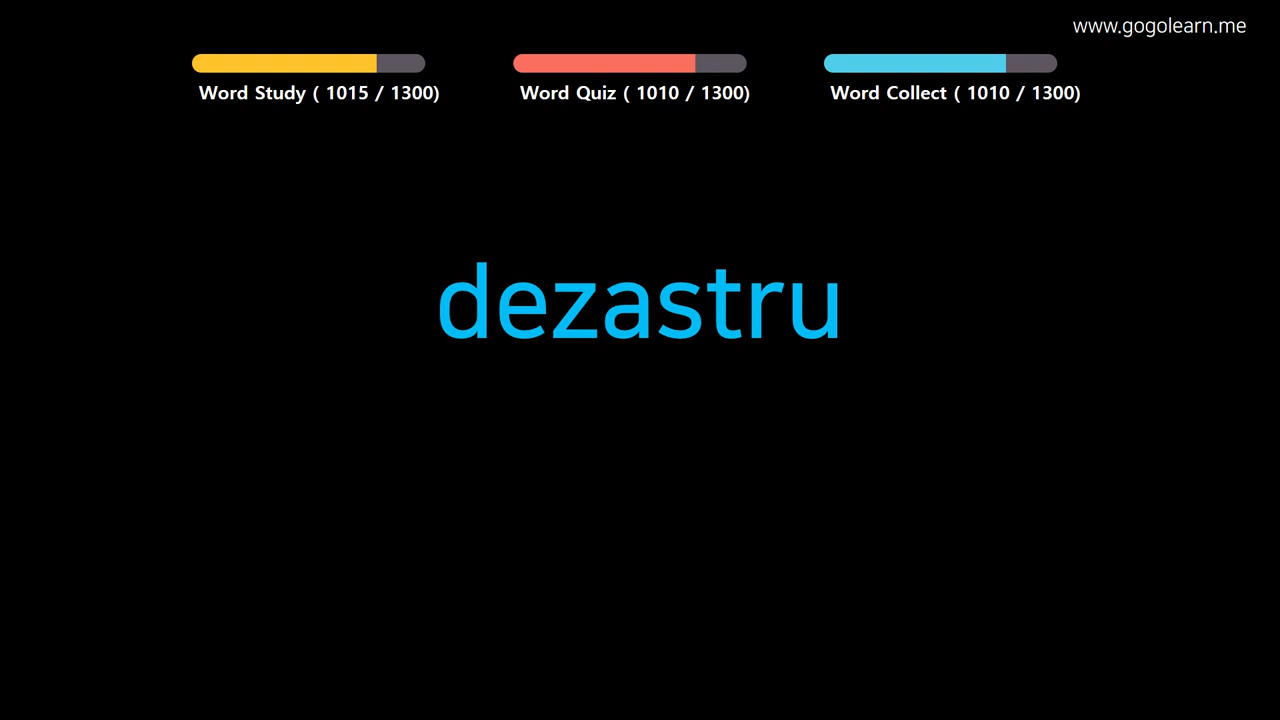 www.gogolearn.me
Word Study ( 1015 / 1300)
Word Quiz ( 1010 / 1300)
Word Collect ( 1010 / 1300)
dezastru